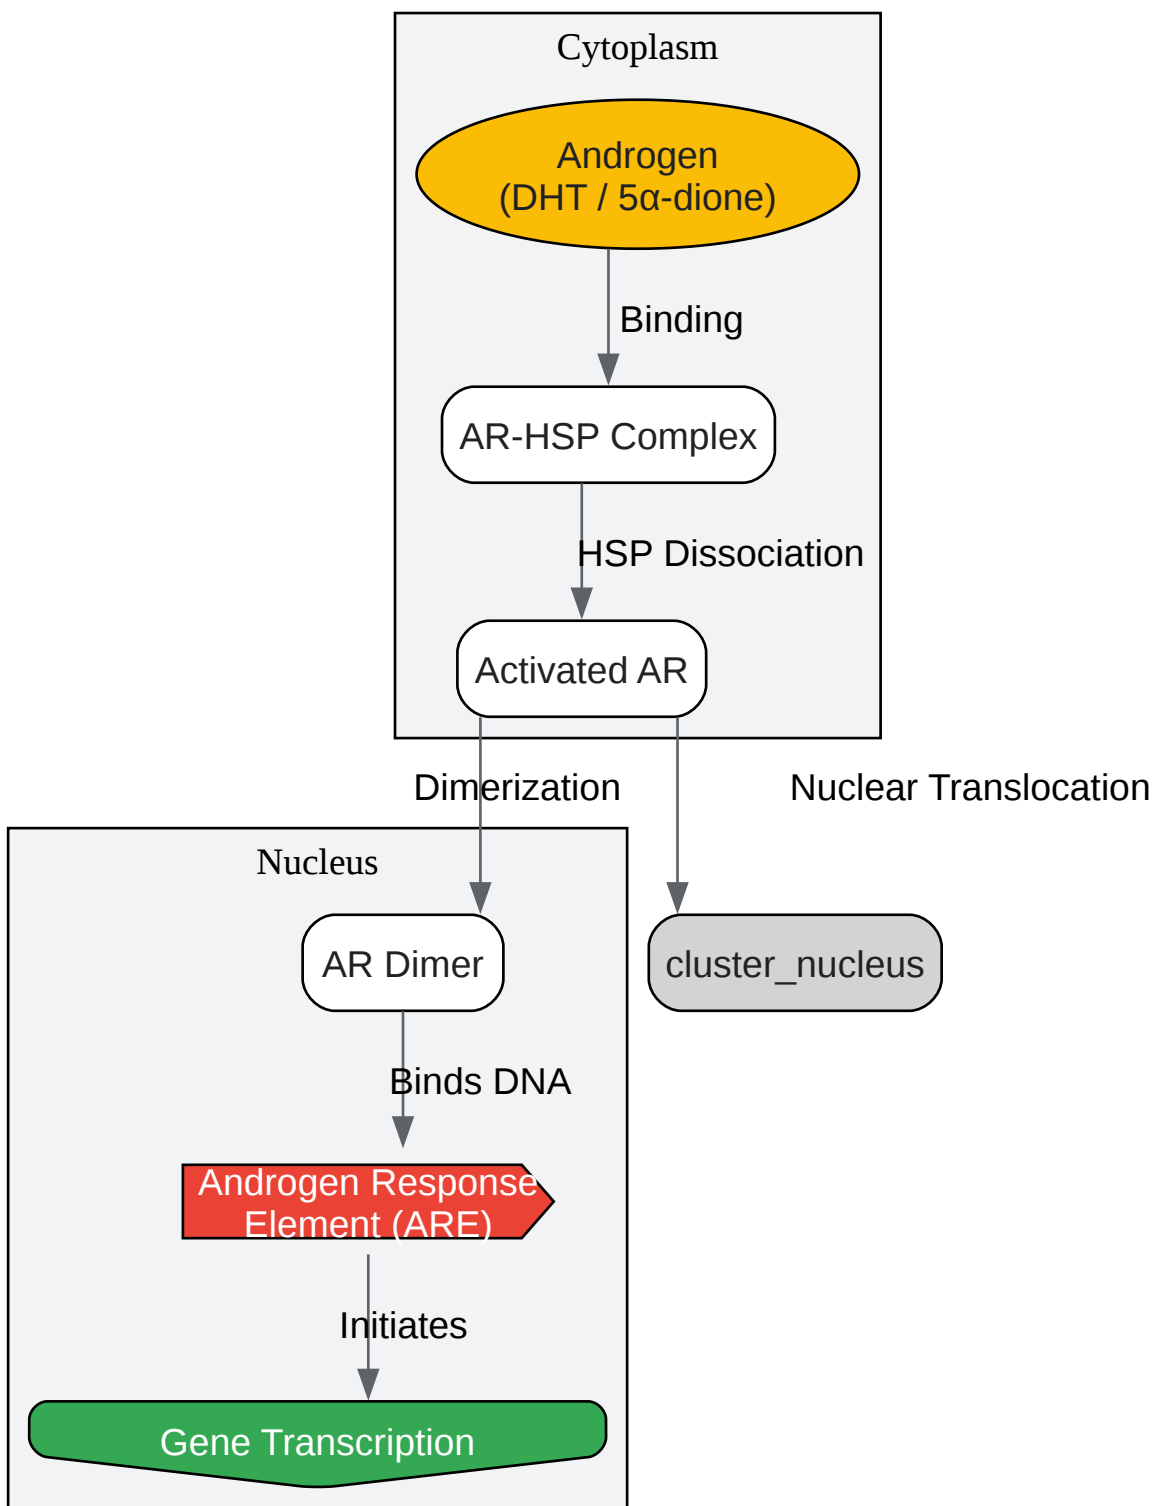 Cytoplasm
Androgen
(DHT / 5α-dione)
Binding
AR-HSP Complex
HSP Dissociation
Activated AR
Dimerization
Nuclear Translocation
Nucleus
AR Dimer
cluster_nucleus
Binds DNA
Androgen Response
Element (ARE)
Initiates
Gene Transcription